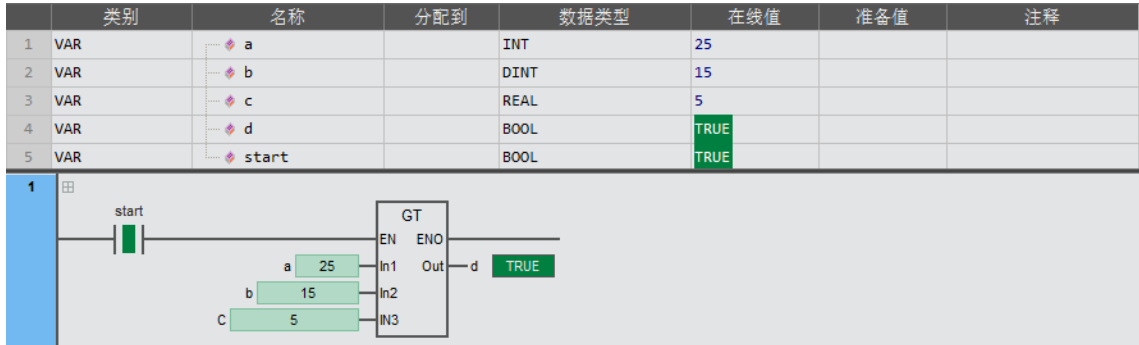 类别 名称 分配到 数据类型 在线值 准备值 注释
1 VAR a INT 25
2 VAR b DINT 15
3 VAR c REAL 5
4 VAR d BOOL TRUE
5 VAR start BOOL TRUE
1
start
GT
EN ENO
a 25 In1 Out d TRUE
b 15 In2
C 5 IN3